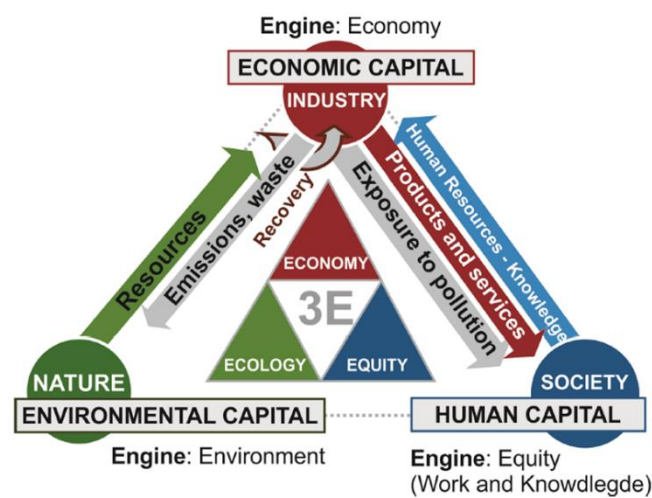 Engine: Economy
ECONOMIC CAPITAL
INDUSTRY
Resources
Emissions, waste
Recovery
Exposure to pollution
Products and services
Human Resources - Knowledge
ECONOMY
3E
ECOLOGY
EQUITY
NATURE
ENVIRONMENTAL CAPITAL
Engine: Environment
SOCIETY
HUMAN CAPITAL
Engine: Equity
(Work and Knowdlegde)